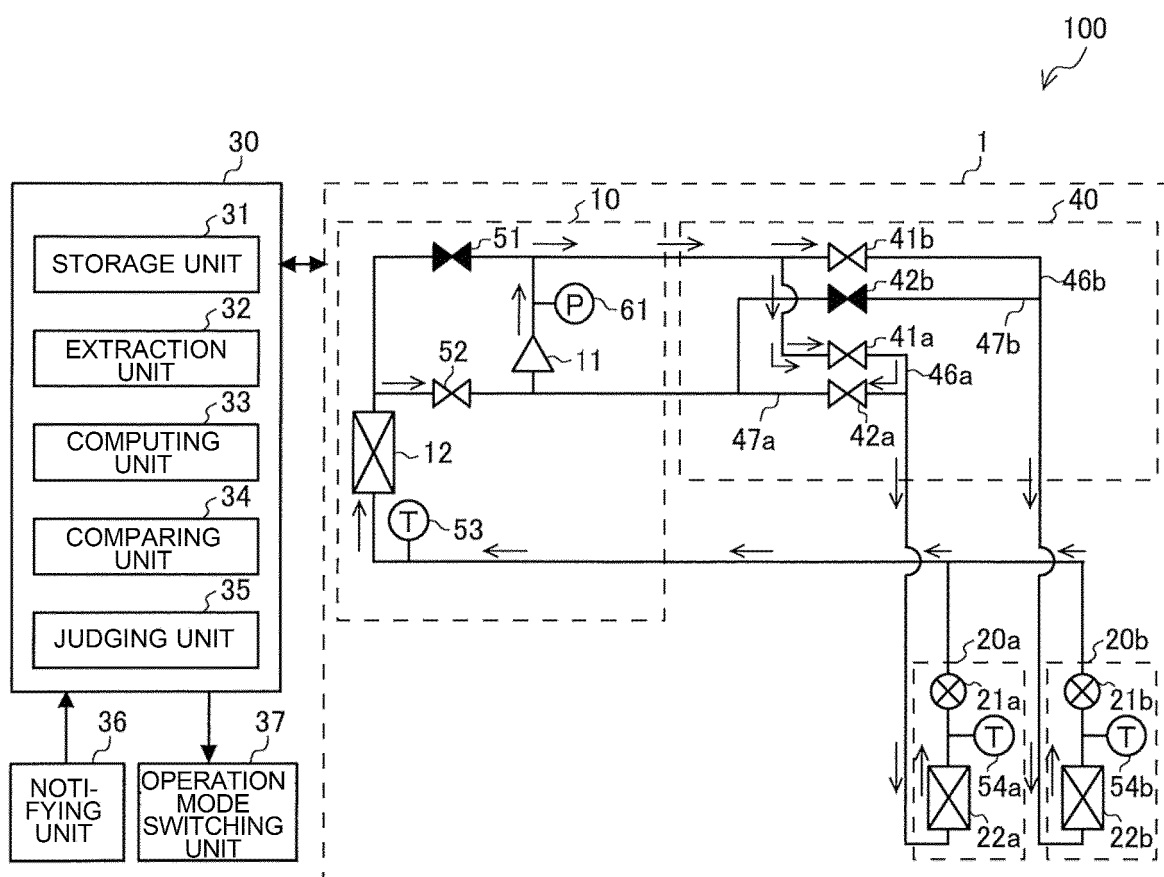 100
30
1
10
40
31
STORAGE UNIT
51
41b
42b
46b
P
61
47b
32
EXTRACTION
UNIT
52
11
41a
46a
33
COMPUTING
UNIT
12
47a
42a
34
COMPARING
UNIT
T
53
35
JUDGING UNIT
20a
20b
21a
21b
T
T
54a
54b
36
NOTI-
FYING
UNIT
37
OPERATION
MODE
SWITCHING
UNIT
22a
22b